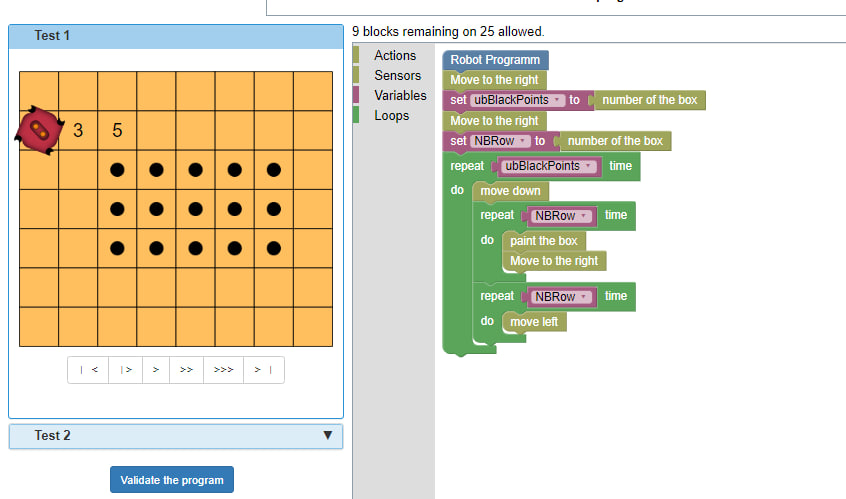 Test 1
3 5
| < |> > >> >>> > |
Test 2 ▼
Validate the program
9 blocks remaining on 25 allowed.
Actions
Sensors
Variables
Loops
Robot Programm
Move to the right
set ubBlackPoints to number of the box
Move to the right
set NBRow to number of the box
repeat ubBlackPoints time
do move down
repeat NBRow time
do paint the box
Move to the right
repeat NBRow time
do move left